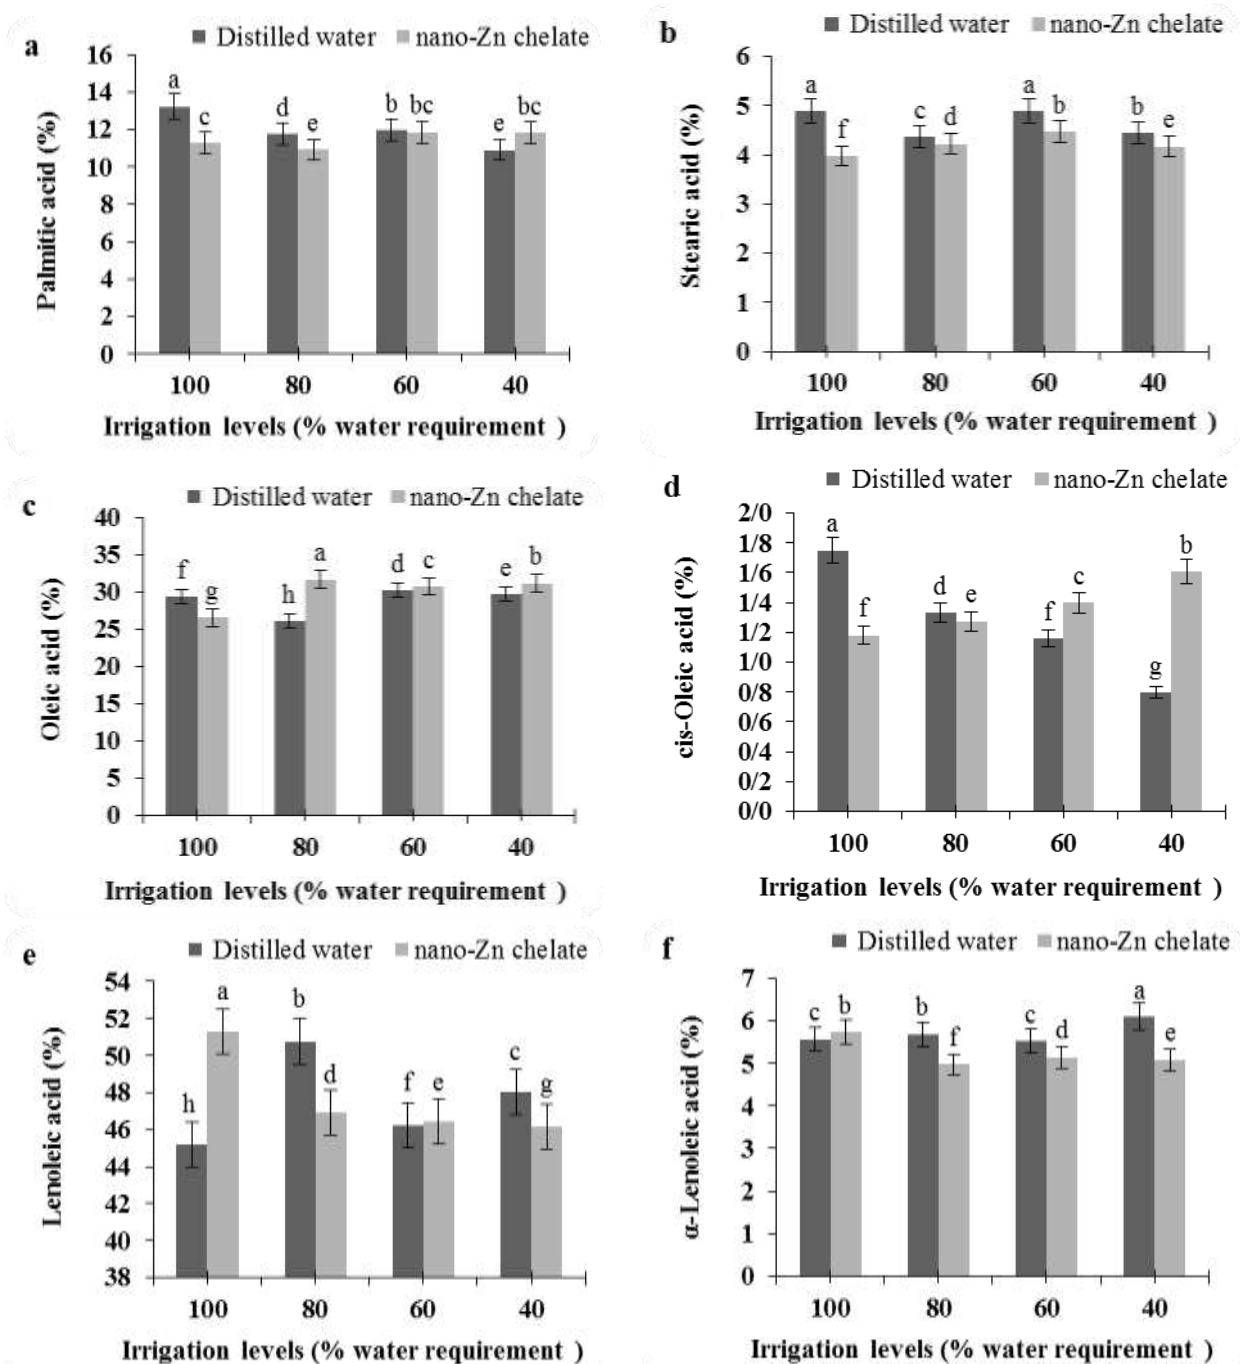 a
■ Distilled water ■ nano-Zn chelate
16
14
12
10
8
6
4
2
0
Palmitic acid (%)
a c d e b bc e bc
100 80 60 40
Irrigation levels (% water requirement )
b
■ Distilled water ■ nano-Zn chelate
6
5
4
3
2
1
0
Stearic acid (%)
a f c d a b b e
100 80 60 40
Irrigation levels (% water requirement )
c
■ Distilled water ■ nano-Zn chelate
40
35
30
25
20
15
10
5
0
Oleic acid (%)
f g h a d c e b
100 80 60 40
Irrigation levels (% water requirement )
d
■ Distilled water ■ nano-Zn chelate
2/0
1/8
1/6
1/4
1/2
1/0
0/8
0/6
0/4
0/2
0/0
cis-Oleic acid (%)
a f d e f c g b
100 80 60 40
Irrigation levels (% water requirement )
e
■ Distilled water ■ nano-Zn chelate
54
52
50
48
46
44
42
40
38
Lenoleic acid (%)
h a b d f e c g
100 80 60 40
Irrigation levels (% water requirement )
f
■ Distilled water ■ nano-Zn chelate
7
6
5
4
3
2
1
0
α-Lenoleic acid (%)
c b b f c d a e
100 80 60 40
Irrigation levels (% water requirement )